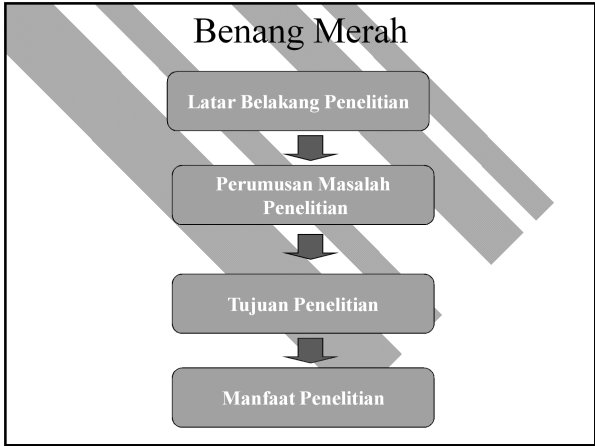 Benang Merah
Latar Belakang Penelitian
Perumusan Masalah
Penelitian
Tujuan Penelitian
Manfaat Penelitian